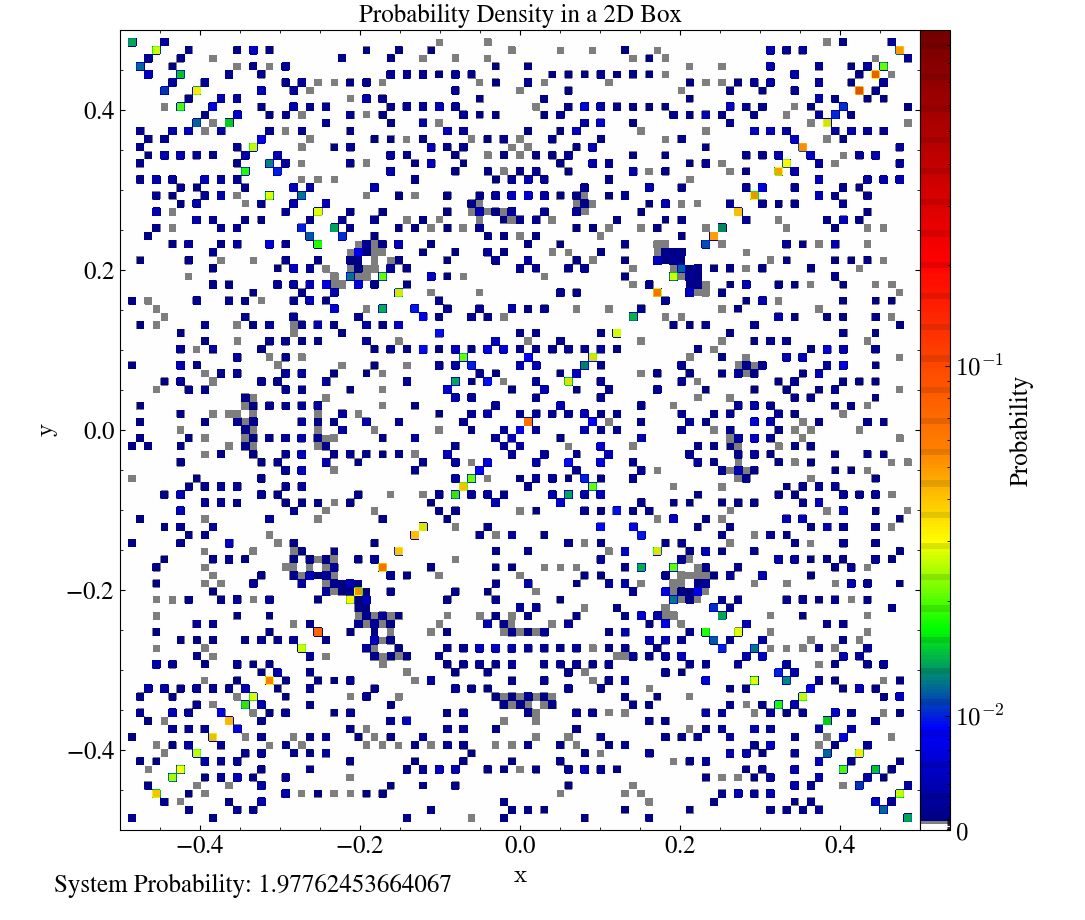 Probability Density in a 2D Box
0.4
0.2
0.0
−0.2
−0.4
y
−0.4 −0.2 0.0 0.2 0.4
x
10−1
10−2
0
Probability
System Probability: 1.97762453664067